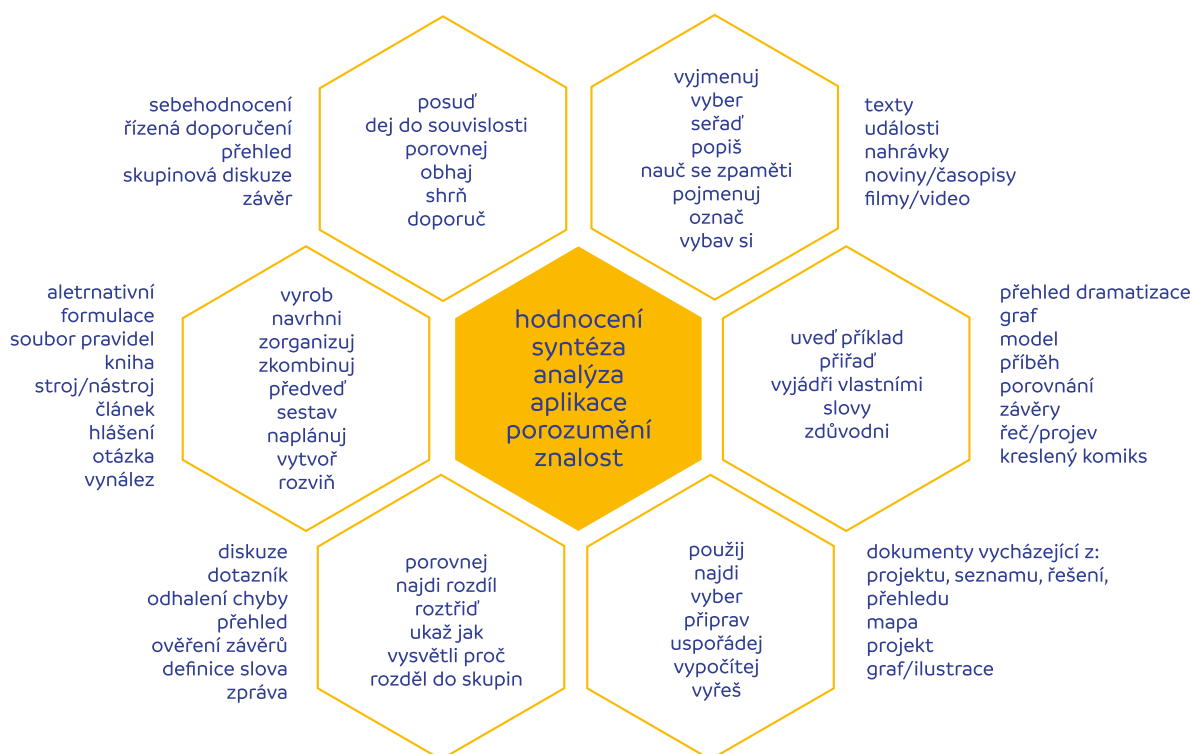 sebehodnocení
řízená doporučení
přehled
skupinová diskuze
závěr
posuď
dej do souvislosti
porovnej
obhaj
shrň
doporuč
vyjmenuj
vyber
seřaď
popiš
nauč se zpaměti
pojmenuj
označ
vybav si
texty
události
nahrávky
noviny/časopisy
filmy/video
aletrnativní
formulace
soubor pravidel
kniha
stroj/nástroj
článek
hlášení
otázka
vynález
vyrob
navrhni
zorganizuj
zkombinuj
předveď
sestav
naplánuj
vytvoř
rozviň
hodnocení
syntéza
analýza
aplikace
porozumění
znalost
uveď příklad
přiřaď
vyjádři vlastními
slovy
zdůvodni
přehled dramatizace
graf
model
příběh
porovnání
závěry
řeč/projev
kreslený komiks
diskuze
dotazník
odhalení chyby
přehled
ověření závěrů
definice slova
zpráva
porovnej
najdi rozdíl
roztřiď
ukaž jak
vysvětli proč
rozděl do skupin
použij
najdi
vyber
připrav
uspořádej
vypočítej
vyřeš
dokumenty vycházející z:
projektu, seznamu, řešení,
přehledu
mapa
projekt
graf/ilustrace